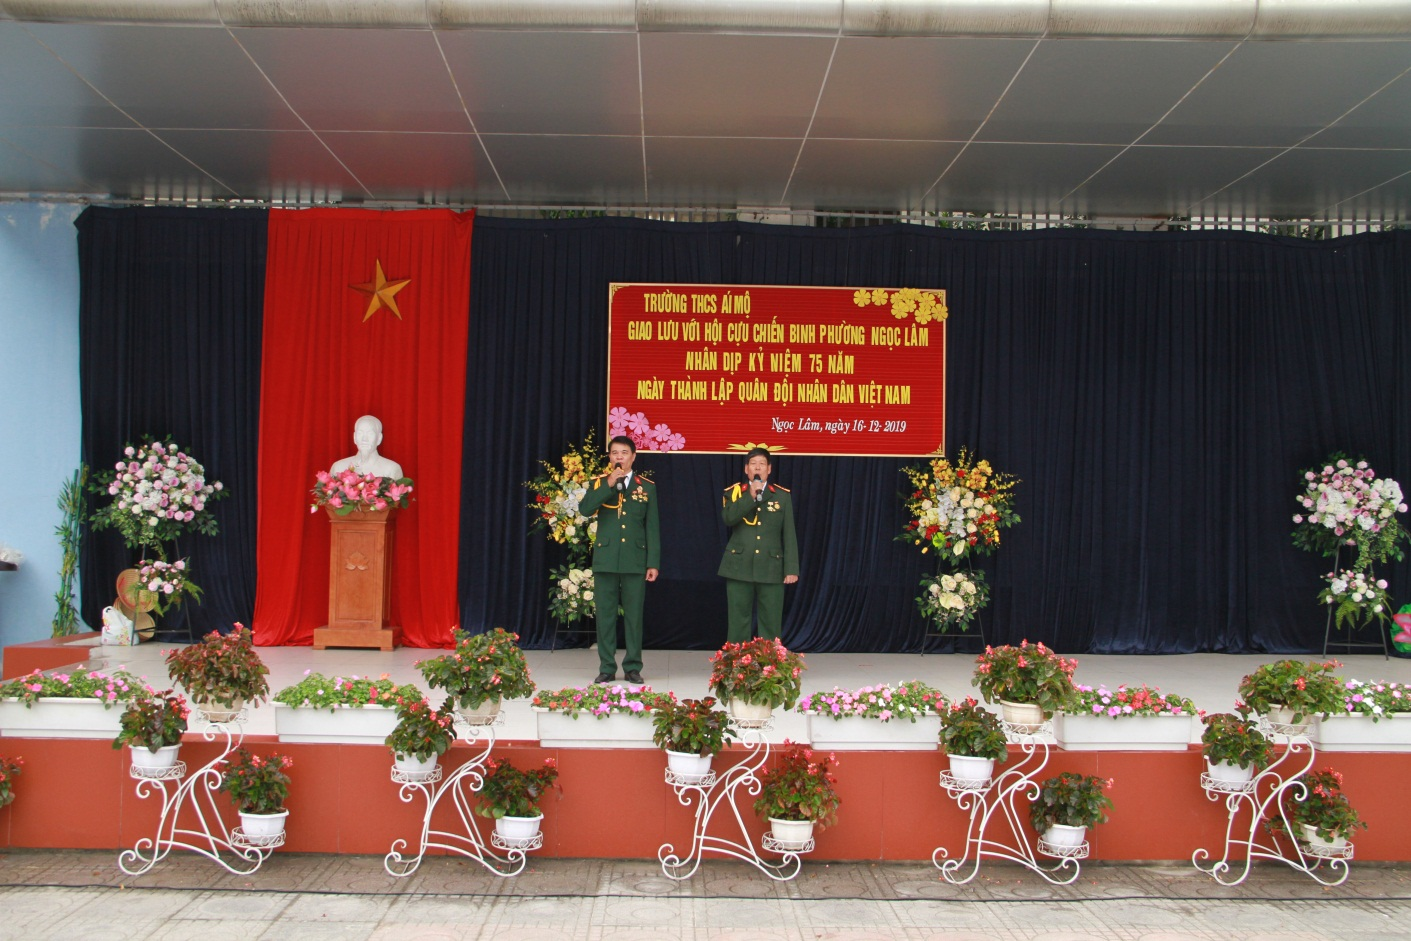 TRƯỜNG THCS ÁI MỘ
GIAO LƯU VỚI HỘI CỰU CHIẾN BINH PHƯỜNG NGỌC LÂM
NHÂN DỊP KỶ NIỆM 75 NĂM
NGÀY THÀNH LẬP QUÂN ĐỘI NHÂN DÂN VIỆT NAM
Ngọc Lâm, ngày 16-12-2019